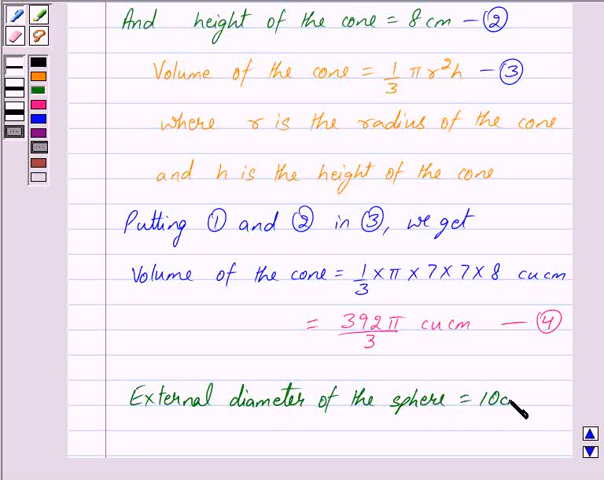 And height of the cone = 8 cm – ②
Volume of the cone = 1/3 π r²h – ③
where r is the radius of the cone
and h is the height of the cone
Putting ① and ② in ③, we get
Volume of the cone = 1/3 × π × 7 × 7 × 8 cu cm
= 392π/3 cu cm — ④
External diameter of the sphere = 10c